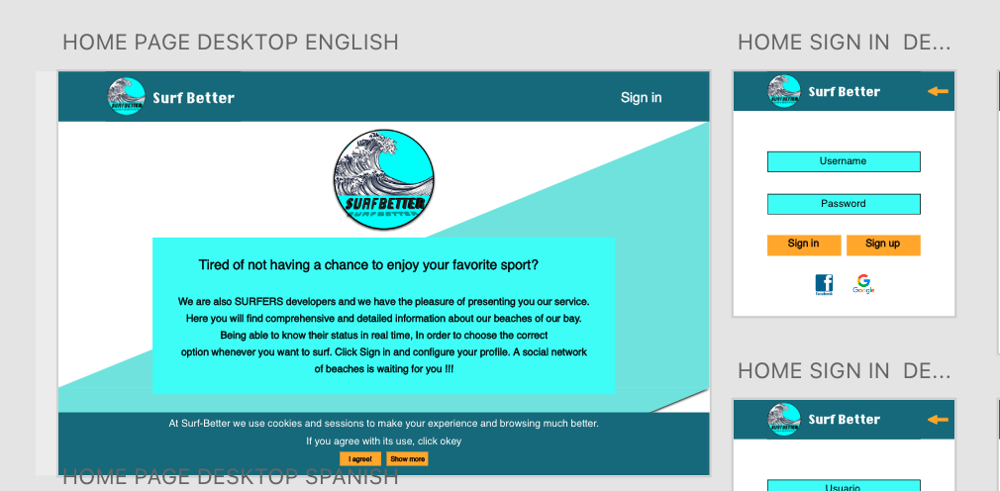 HOME PAGE DESKTOP ENGLISH
Surf Better
Sign in
SURFBETTER
SURFBETTER
Tired of not having a chance to enjoy your favorite sport?
We are also SURFERS developers and we have the pleasure of presenting you our service.
Here you will find comprehensive and detailed information about our beaches of our bay.
Being able to know their status in real time, In order to choose the correct
option whenever you want to surf. Click Sign in and configure your profile. A social network
of beaches is waiting for you !!!
At Surf-Better we use cookies and sessions to make your experience and browsing much better.
If you agree with its use, click okey
I agree!
Show more
HOME PAGE DESKTOP SPANISH
HOME SIGN IN DE...
Surf Better
Username
Password
Sign in
Sign up
Facebook
Google
HOME SIGN IN DE...
Surf Better
Usuario